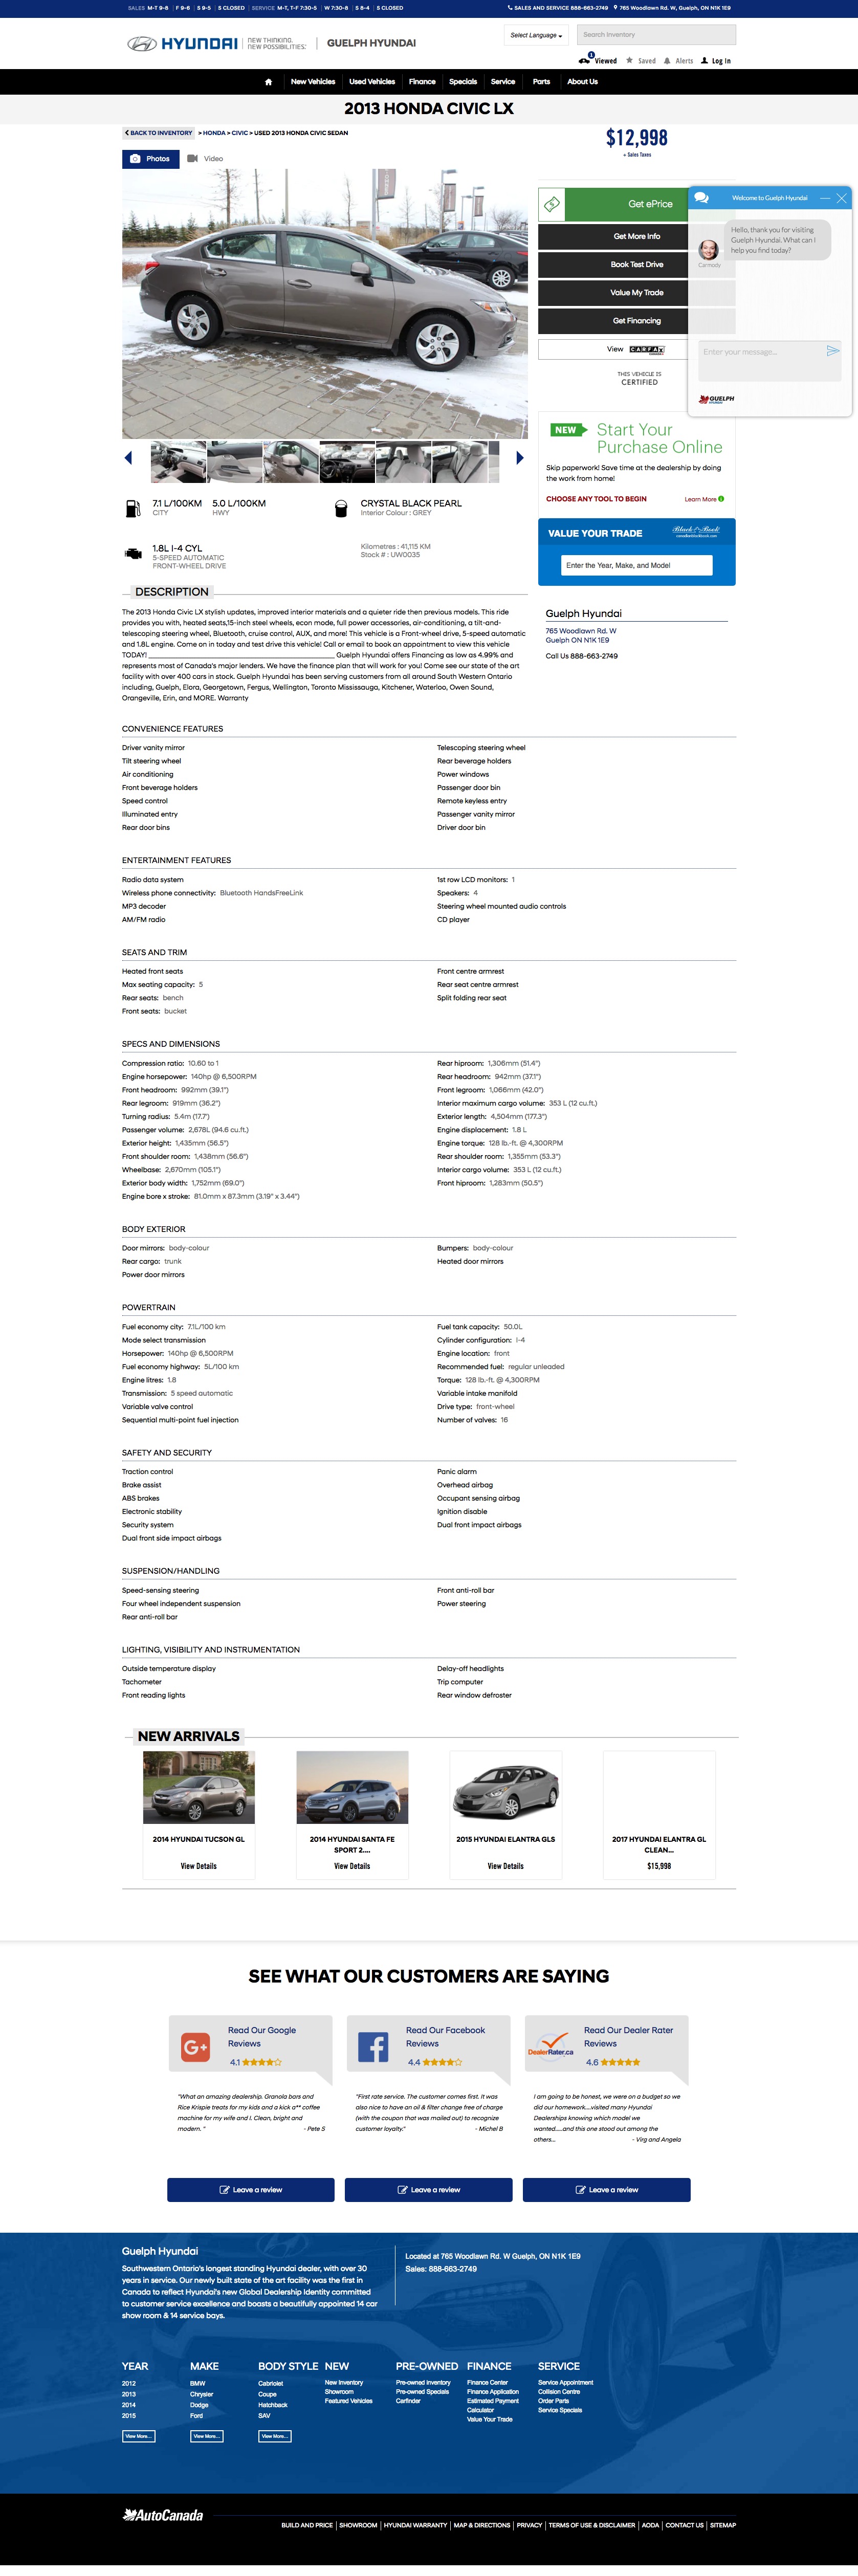 SALES M-T 9-8 F 9-6 S 9-5 S CLOSED SERVICE M-T, T-F 7:30-5 W 7:30-8 S 8-4 S CLOSED
SALES AND SERVICE 888-663-2749 765 Woodlawn Rd. W, Guelph, ON N1K 1E9
HYUNDAI NEW THINKING. NEW POSSIBILITIES. GUELPH HYUNDAI
Select Language
Search Inventory
1 Viewed Saved Alerts Log In
New Vehicles Used Vehicles Finance Specials Service Parts About Us
2013 HONDA CIVIC LX
BACK TO INVENTORY > HONDA > CIVIC > USED 2013 HONDA CIVIC SEDAN
$12,998
+ Sales Taxes
Photos Video
Get ePrice
Get More Info
Book Test Drive
Value My Trade
Get Financing
View CARFAX
THIS VEHICLE IS
CERTIFIED
Welcome to Guelph Hyundai
Hello, thank you for visiting
Guelph Hyundai. What can I
help you find today?
Carmody
Enter your message...
GUELPH
HYUNDAI
NEW Start Your
Purchase Online
Skip paperwork! Save time at the dealership by doing
the work from home!
CHOOSE ANY TOOL TO BEGIN Learn More
VALUE YOUR TRADE Black Book
canadianblackbook.com
Enter the Year, Make, and Model
Guelph Hyundai
765 Woodlawn Rd. W
Guelph ON N1K 1E9
Call Us 888-663-2749
7.1 L/100KM 5.0 L/100KM
CITY HWY
CRYSTAL BLACK PEARL
Interior Colour : GREY
1.8L I-4 CYL
5-SPEED AUTOMATIC
FRONT-WHEEL DRIVE
Kilometres : 41,115 KM
Stock # : UW0035
DESCRIPTION
The 2013 Honda Civic LX stylish updates, improved interior materials and a quieter ride then previous models. This ride
provides you with, heated seats,15-inch steel wheels, econ mode, full power accessories, air-conditioning, a tilt-and-
telescoping steering wheel, Bluetooth, cruise control, AUX, and more! This vehicle is a Front-wheel drive, 5-speed automatic
and 1.8L engine. Come on in today and test drive this vehicle! Call or email to book an appointment to view this vehicle
TODAY! ______________________________ Guelph Hyundai offers Financing as low as 4.99% and
represents most of Canada's major lenders. We have the finance plan that will work for you! Come see our state of the art
facility with over 400 cars in stock. Guelph Hyundai has been serving customers from all around South Western Ontario
including, Guelph, Elora, Georgetown, Fergus, Wellington, Toronto Mississauga, Kitchener, Waterloo, Owen Sound,
Orangeville, Erin, and MORE. Warranty
CONVENIENCE FEATURES
Driver vanity mirror Telescoping steering wheel
Tilt steering wheel Rear beverage holders
Air conditioning Power windows
Front beverage holders Passenger door bin
Speed control Remote keyless entry
Illuminated entry Passenger vanity mirror
Rear door bins Driver door bin
ENTERTAINMENT FEATURES
Radio data system 1st row LCD monitors: 1
Wireless phone connectivity: Bluetooth HandsFreeLink Speakers: 4
MP3 decoder Steering wheel mounted audio controls
AM/FM radio CD player
SEATS AND TRIM
Heated front seats Front centre armrest
Max seating capacity: 5 Rear seat centre armrest
Rear seats: bench Split folding rear seat
Front seats: bucket
SPECS AND DIMENSIONS
Compression ratio: 10.60 to 1 Rear hiproom: 1,306mm (51.4")
Engine horsepower: 140hp @ 6,500RPM Rear headroom: 942mm (37.1")
Front headroom: 992mm (39.1") Front legroom: 1,066mm (42.0")
Rear legroom: 919mm (36.2") Interior maximum cargo volume: 353 L (12 cu.ft.)
Turning radius: 5.4m (17.7') Exterior length: 4,504mm (177.3")
Passenger volume: 2,678L (94.6 cu.ft.) Engine displacement: 1.8 L
Exterior height: 1,435mm (56.5") Engine torque: 128 lb.-ft. @ 4,300RPM
Front shoulder room: 1,438mm (56.6") Rear shoulder room: 1,355mm (53.3")
Wheelbase: 2,670mm (105.1") Interior cargo volume: 353 L (12 cu.ft.)
Exterior body width: 1,752mm (69.0") Front hiproom: 1,283mm (50.5")
Engine bore x stroke: 81.0mm x 87.3mm (3.19" x 3.44")
BODY EXTERIOR
Door mirrors: body-colour Bumpers: body-colour
Rear cargo: trunk Heated door mirrors
Power door mirrors
POWERTRAIN
Fuel economy city: 7.1L/100 km Fuel tank capacity: 50.0L
Mode select transmission Cylinder configuration: I-4
Horsepower: 140hp @ 6,500RPM Engine location: front
Fuel economy highway: 5L/100 km Recommended fuel: regular unleaded
Engine litres: 1.8 Torque: 128 lb.-ft. @ 4,300RPM
Transmission: 5 speed automatic Variable intake manifold
Variable valve control Drive type: front-wheel
Sequential multi-point fuel injection Number of valves: 16
SAFETY AND SECURITY
Traction control Panic alarm
Brake assist Overhead airbag
ABS brakes Occupant sensing airbag
Electronic stability Ignition disable
Security system Dual front impact airbags
Dual front side impact airbags
SUSPENSION/HANDLING
Speed-sensing steering Front anti-roll bar
Four wheel independent suspension Power steering
Rear anti-roll bar
LIGHTING, VISIBILITY AND INSTRUMENTATION
Outside temperature display Delay-off headlights
Tachometer Trip computer
Front reading lights Rear window defroster
NEW ARRIVALS
2014 HYUNDAI TUCSON GL
View Details
2014 HYUNDAI SANTA FE
SPORT 2....
View Details
2015 HYUNDAI ELANTRA GLS
View Details
2017 HYUNDAI ELANTRA GL
CLEAN...
$15,998
SEE WHAT OUR CUSTOMERS ARE SAYING
G+ Read Our Google
Reviews
4.1
"What an amazing dealership. Granola bars and
Rice Krispie treats for my kids and a kick a** coffee
machine for my wife and I. Clean, bright and
modern. " - Pete S
Leave a review
Read Our Facebook
Reviews
4.4
"First rate service. The customer comes first. It was
also nice to have an oil & filter change free of charge
(with the coupon that was mailed out) to recognize
customer loyalty." - Michel B
Leave a review
DealerRater.ca Read Our Dealer Rater
Reviews
4.6
I am going to be honest, we were on a budget so we
did our homework....visited many Hyundai
Dealerships knowing which model we
wanted.....and this one stood out among the
others... - Virg and Angela
Leave a review
Guelph Hyundai
Southwestern Ontario's longest standing Hyundai dealer, with over 30
years in service. Our newly built state of the art facility was the first in
Canada to reflect Hyundai's new Global Dealership Identity committed
to customer service excellence and boasts a beautifully appointed 14 car
show room & 14 service bays.
Located at 765 Woodlawn Rd. W Guelph, ON N1K 1E9
Sales: 888-663-2749
YEAR
2012
2013
2014
2015
View More...
MAKE
BMW
Chrysler
Dodge
Ford
View More...
BODY STYLE
Cabriolet
Coupe
Hatchback
SAV
View More...
NEW
New Inventory
Showroom
Featured Vehicles
PRE-OWNED
Pre-owned Inventory
Pre-owned Specials
Carfinder
FINANCE
Finance Center
Finance Application
Estimated Payment
Calculator
Value Your Trade
SERVICE
Service Appointment
Collision Centre
Order Parts
Service Specials
AutoCanada
BUILD AND PRICE SHOWROOM HYUNDAI WARRANTY MAP & DIRECTIONS PRIVACY TERMS OF USE & DISCLAIMER AODA CONTACT US SITEMAP